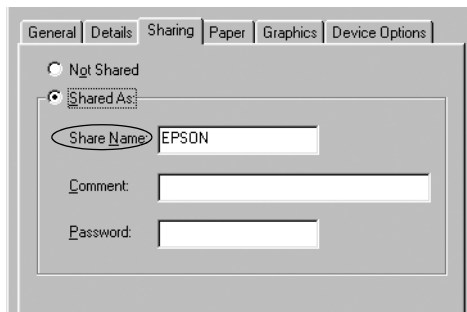 General Details Sharing Paper Graphics Device Options
Not Shared
Shared As:
Share Name: EPSON
Comment:
Password: